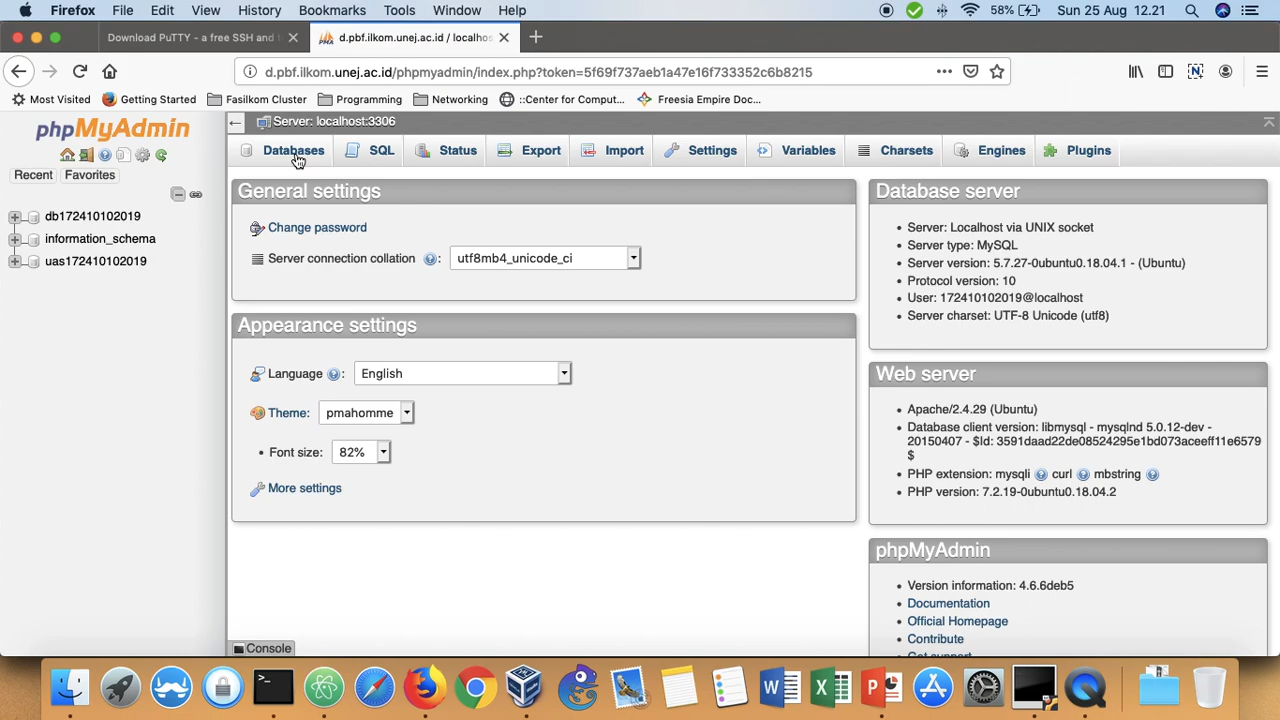 Firefox File Edit View History Bookmarks Tools Window Help 58% Sun 25 Aug 12.21
Download PuTTY - a free SSH and
d.pbf.ilkom.unej.ac.id / localhos
d.pbf.ilkom.unej.ac.id/phpmyadmin/index.php?token=5f69f737aeb1a47e16f733352c6b8215
Most Visited Getting Started Fasilkom Cluster Programming Networking ::Center for Comput... Freesia Empire Doc...
phpMyAdmin
Recent Favorites
db172410102019
information_schema
uas172410102019
Server: localhost:3306
Databases SQL Status Export Import Settings Variables Charsets Engines Plugins
General settings
Change password
Server connection collation : utf8mb4_unicode_ci
Appearance settings
Language : English
Theme: pmahomme
• Font size: 82%
More settings
Database server
• Server: Localhost via UNIX socket
• Server type: MySQL
• Server version: 5.7.27-0ubuntu0.18.04.1 - (Ubuntu)
• Protocol version: 10
• User: 172410102019@localhost
• Server charset: UTF-8 Unicode (utf8)
Web server
• Apache/2.4.29 (Ubuntu)
• Database client version: libmysql - mysqlnd 5.0.12-dev -
20150407 - $Id: 3591daad22de08524295e1bd073aceeff11e6579
$
• PHP extension: mysqli curl mbstring
• PHP version: 7.2.19-0ubuntu0.18.04.2
phpMyAdmin
• Version information: 4.6.6deb5
• Documentation
• Official Homepage
• Contribute
• Get support
Console